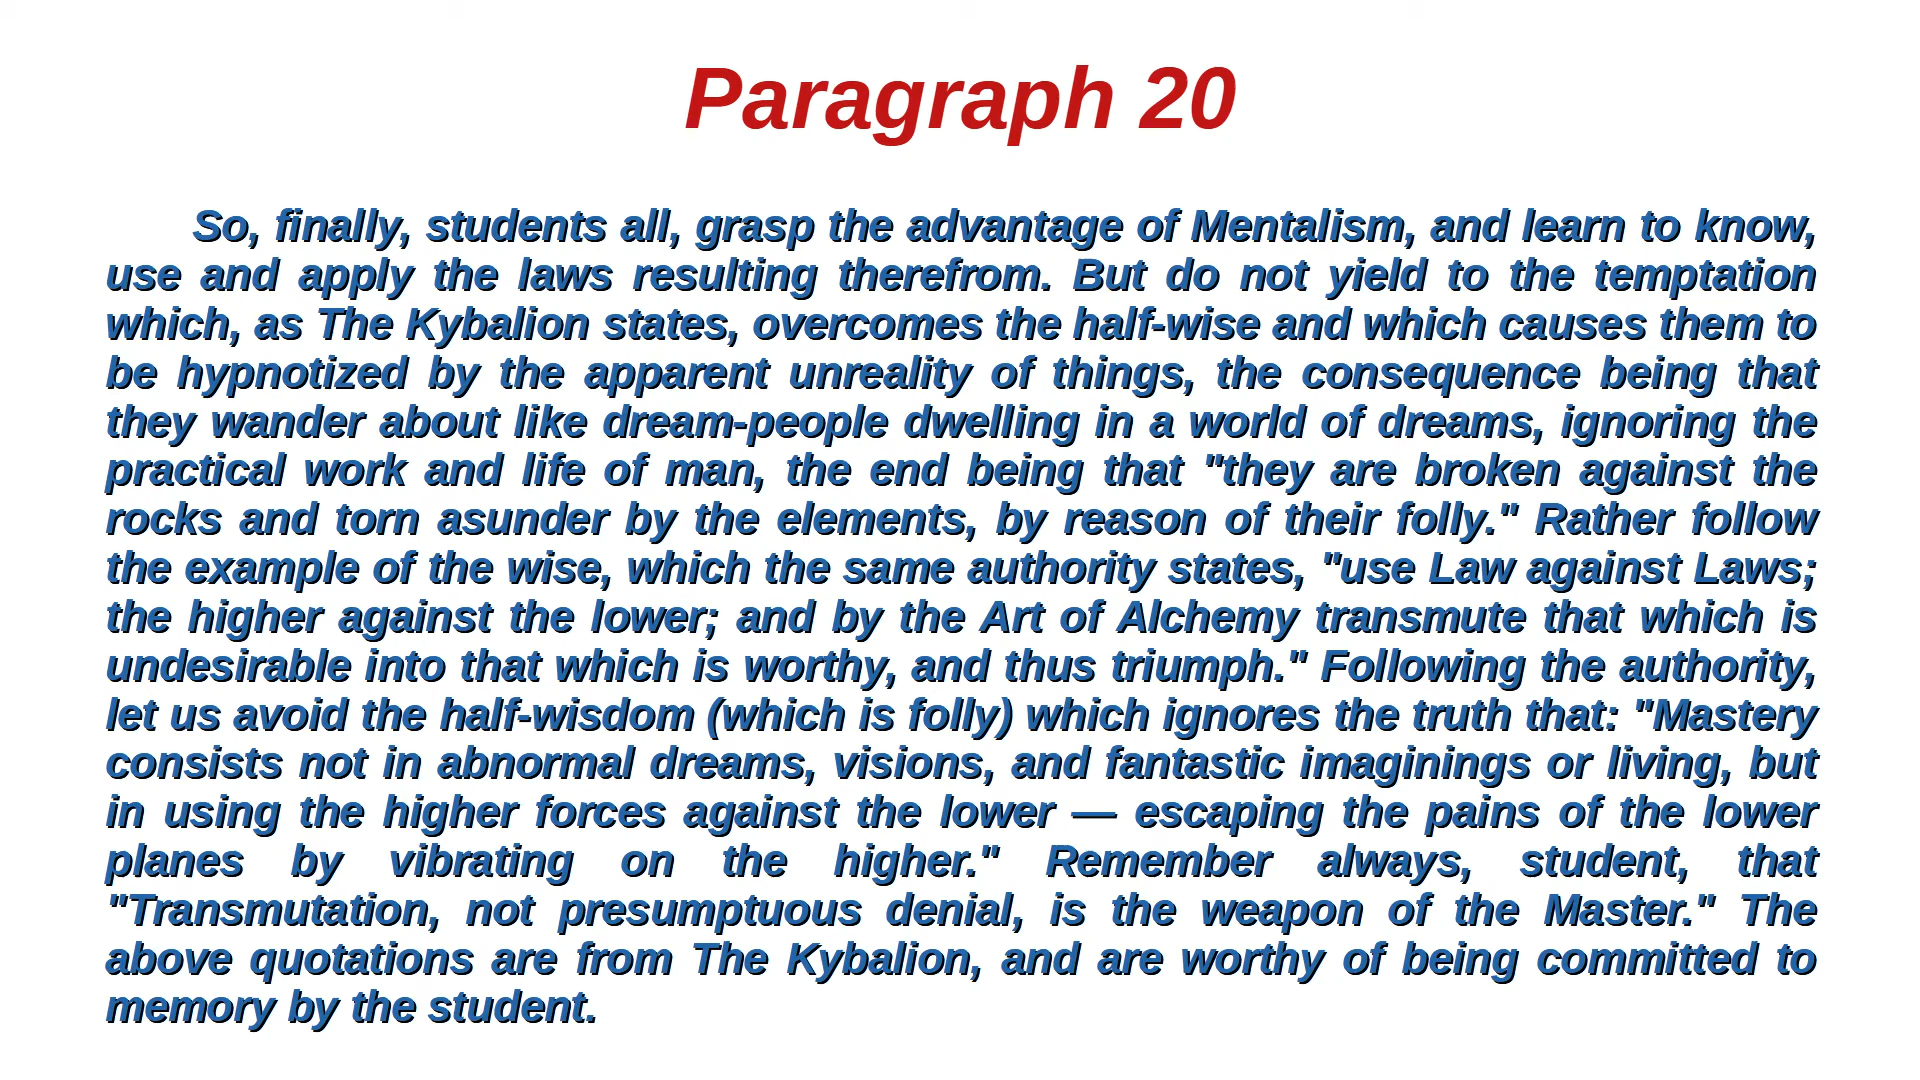 Paragraph 20
So, finally, students all, grasp the advantage of Mentalism, and learn to know,
use and apply the laws resulting therefrom. But do not yield to the temptation
which, as The Kybalion states, overcomes the half-wise and which causes them to
be hypnotized by the apparent unreality of things, the consequence being that
they wander about like dream-people dwelling in a world of dreams, ignoring the
practical work and life of man, the end being that "they are broken against the
rocks and torn asunder by the elements, by reason of their folly." Rather follow
the example of the wise, which the same authority states, "use Law against Laws;
the higher against the lower; and by the Art of Alchemy transmute that which is
undesirable into that which is worthy, and thus triumph." Following the authority,
let us avoid the half-wisdom (which is folly) which ignores the truth that: "Mastery
consists not in abnormal dreams, visions, and fantastic imaginings or living, but
in using the higher forces against the lower — escaping the pains of the lower
planes by vibrating on the higher." Remember always, student, that
"Transmutation, not presumptuous denial, is the weapon of the Master." The
above quotations are from The Kybalion, and are worthy of being committed to
memory by the student.